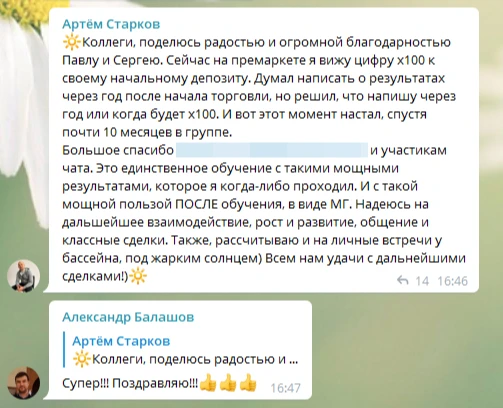 Артём Старков
🔆Коллеги, поделюсь радостью и огромной благодарностью
Павлу и Сергею. Сейчас на премаркете я вижу цифру x100 к
своему начальному депозиту. Думал написать о результатах
через год после начала торговли, но решил, что напишу через
год или когда будет x100. И вот этот момент настал, спустя
почти 10 месяцев в группе.
Большое спасибо и участикам
чата. Это единственное обучение с такими мощными
результатами, которое я когда-либо проходил. И с такой
мощной пользой ПОСЛЕ обучения, в виде МГ. Надеюсь на
дальнейшее взаимодействие, рост и развитие, общение и
классные сделки. Также, рассчитываю и на личные встречи у
бассейна, под жарким солнцем) Всем нам удачи с дальнейшими
сделками!)🔆
14 16:46
Александр Балашов
Артём Старков
🔆Коллеги, поделюсь радостью и ...
Супер!!! Поздравляю!!!👍👍👍
16:47